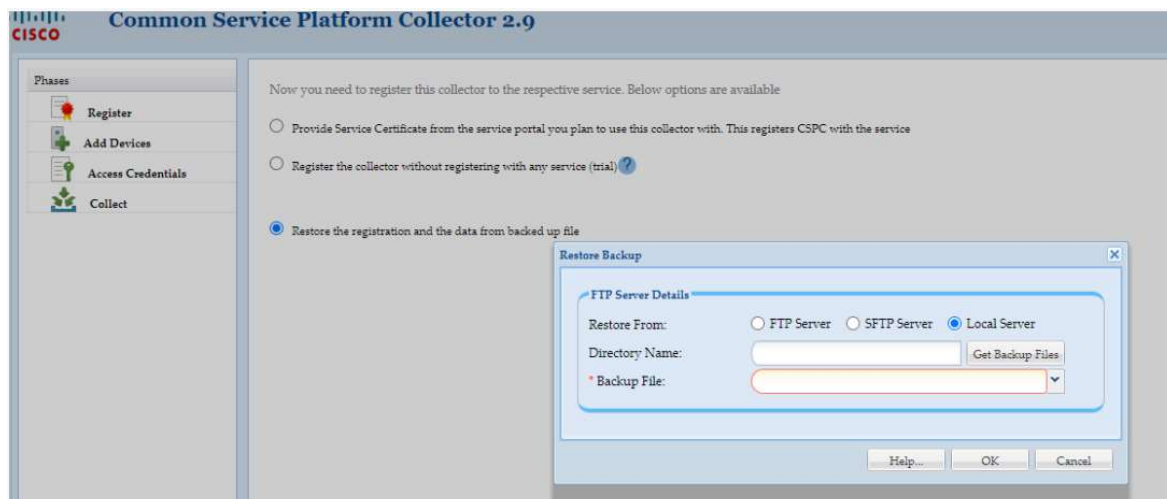 CISCO
Common Service Platform Collector 2.9
Phases
Register
Add Devices
Access Credentials
Collect
Now you need to register this collector to the respective service. Below options are available
Provide Service Certificate from the service portal you plan to use this collector with. This registers CSPC with the service
Register the collector without registering with any service (trial) ?
Restore the registration and the data from backed up file
Restore Backup
FTP Server Details
Restore From: FTP Server SFTP Server Local Server
Directory Name: Get Backup Files
* Backup File:
Help... OK Cancel